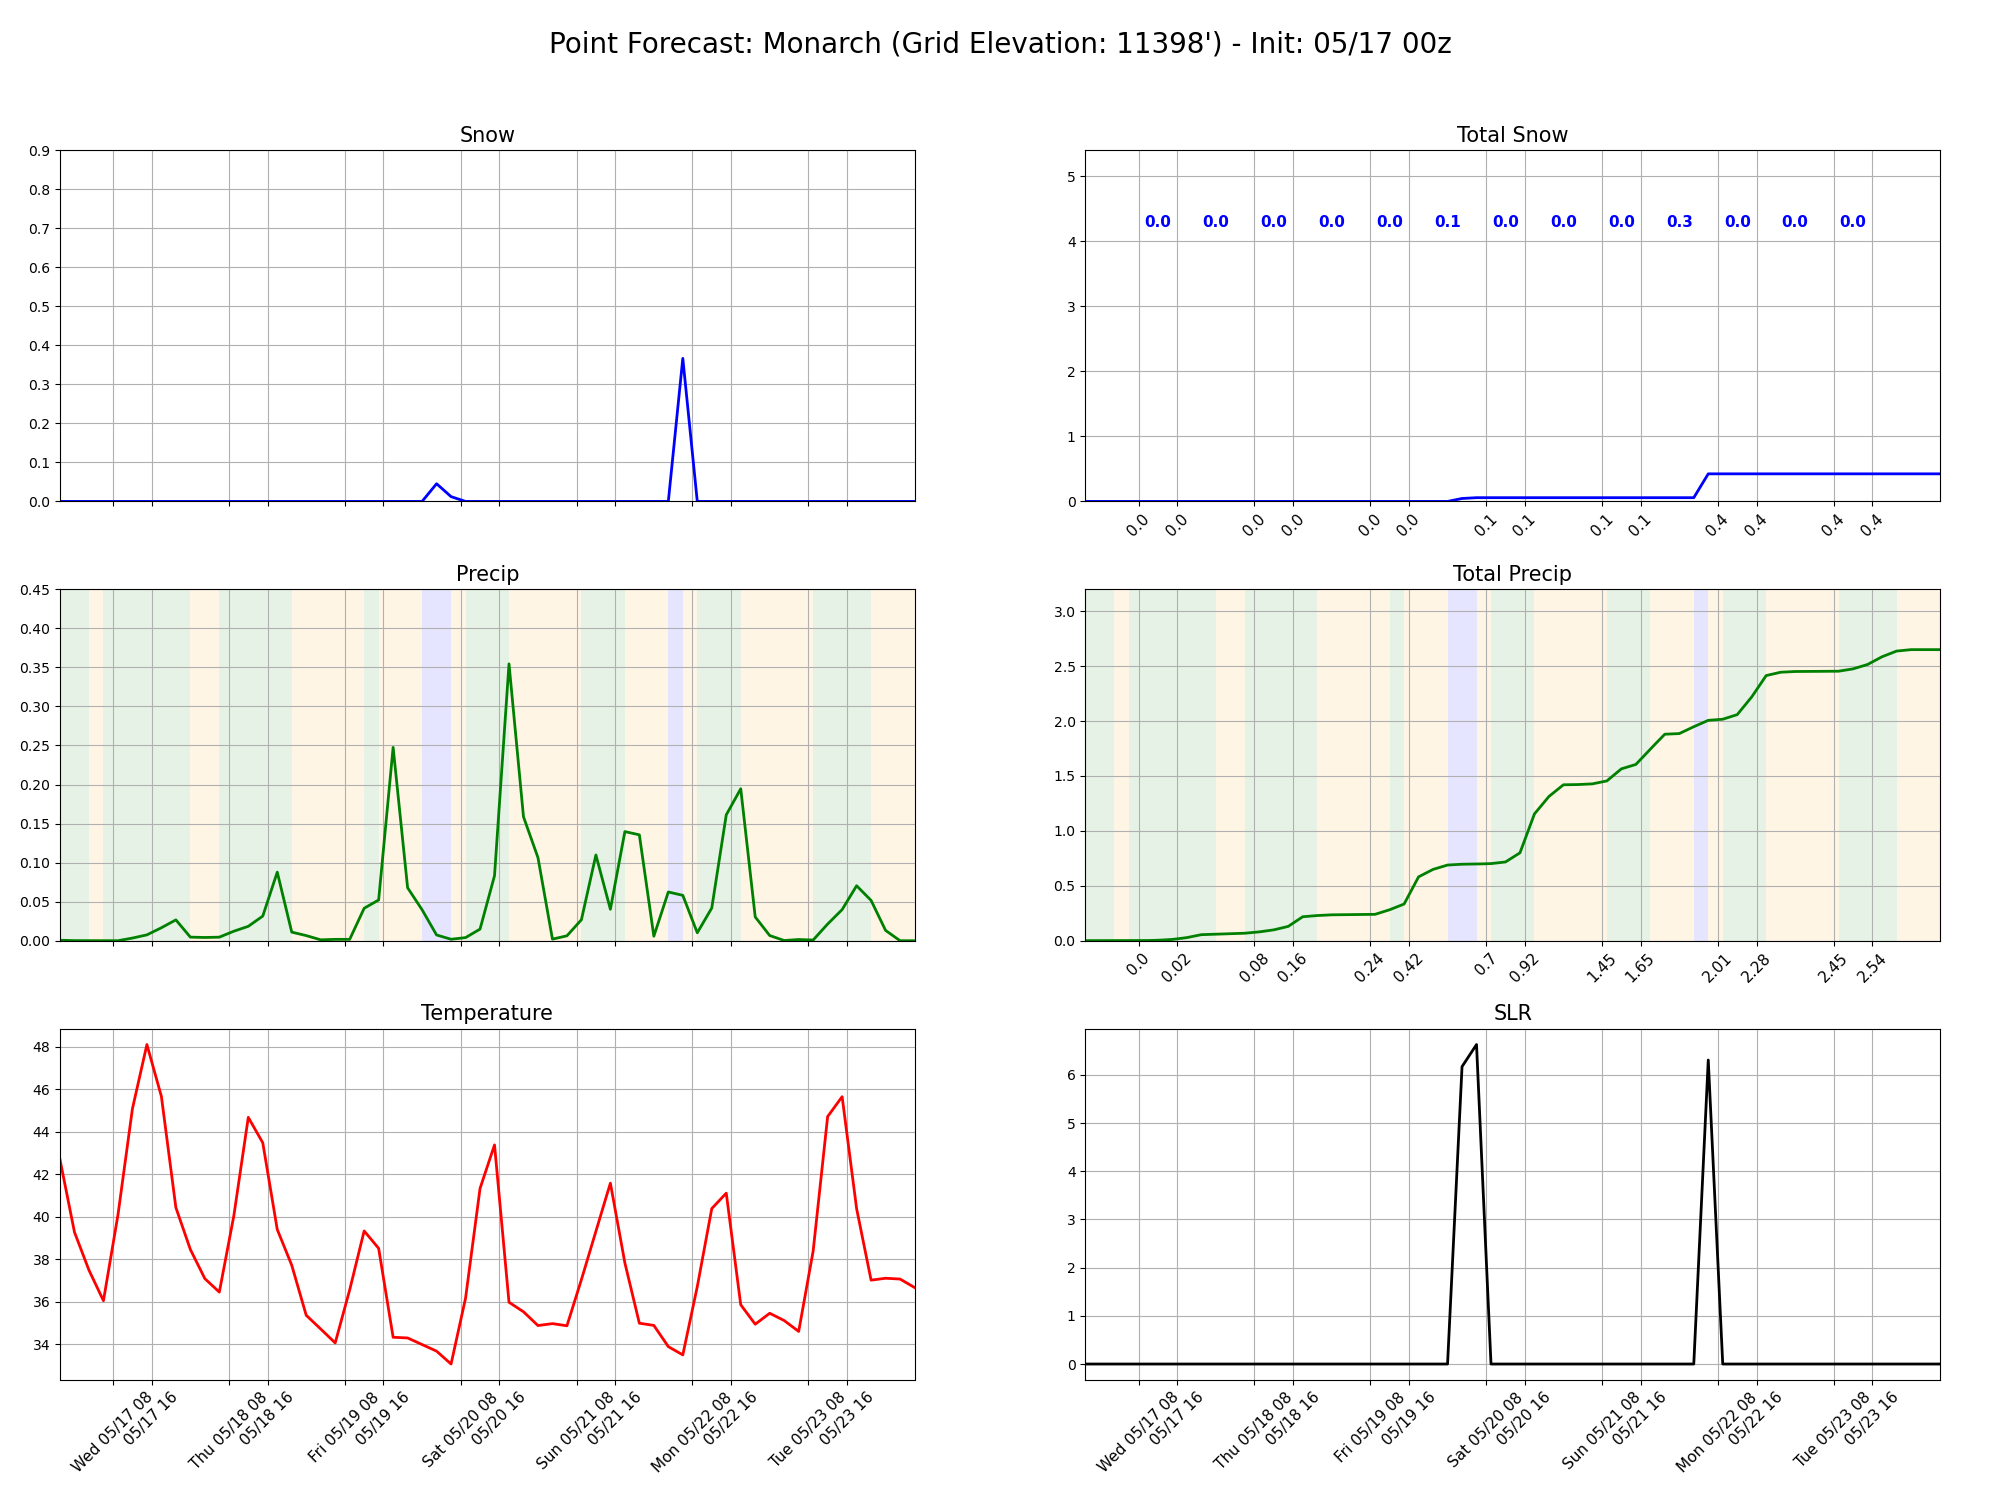 Point Forecast: Monarch (Grid Elevation: 11398') - Init: 05/17 00z
Snow
0.9
0.8
0.7
0.6
0.5
0.4
0.3
0.2
0.1
0.0
Total Snow
5
4
3
2
1
0
0.0 0.0 0.0 0.0 0.0 0.1 0.0 0.0 0.0 0.3 0.0 0.0 0.0
0.0 0.0 0.0 0.0 0.0 0.0 0.1 0.1 0.1 0.1 0.4 0.4 0.4 0.4
Precip
0.45
0.40
0.35
0.30
0.25
0.20
0.15
0.10
0.05
0.00
Total Precip
3.0
2.5
2.0
1.5
1.0
0.5
0.0
0.0 0.02 0.08 0.16 0.24 0.42 0.7 0.92 1.45 1.65 2.01 2.28 2.45 2.54
Temperature
48
46
44
42
40
38
36
34
Wed 05/17 08
05/17 16
Thu 05/18 08
05/18 16
Fri 05/19 08
05/19 16
Sat 05/20 08
05/20 16
Sun 05/21 08
05/21 16
Mon 05/22 08
05/22 16
Tue 05/23 08
05/23 16
SLR
6
5
4
3
2
1
0
Wed 05/17 08
05/17 16
Thu 05/18 08
05/18 16
Fri 05/19 08
05/19 16
Sat 05/20 08
05/20 16
Sun 05/21 08
05/21 16
Mon 05/22 08
05/22 16
Tue 05/23 08
05/23 16